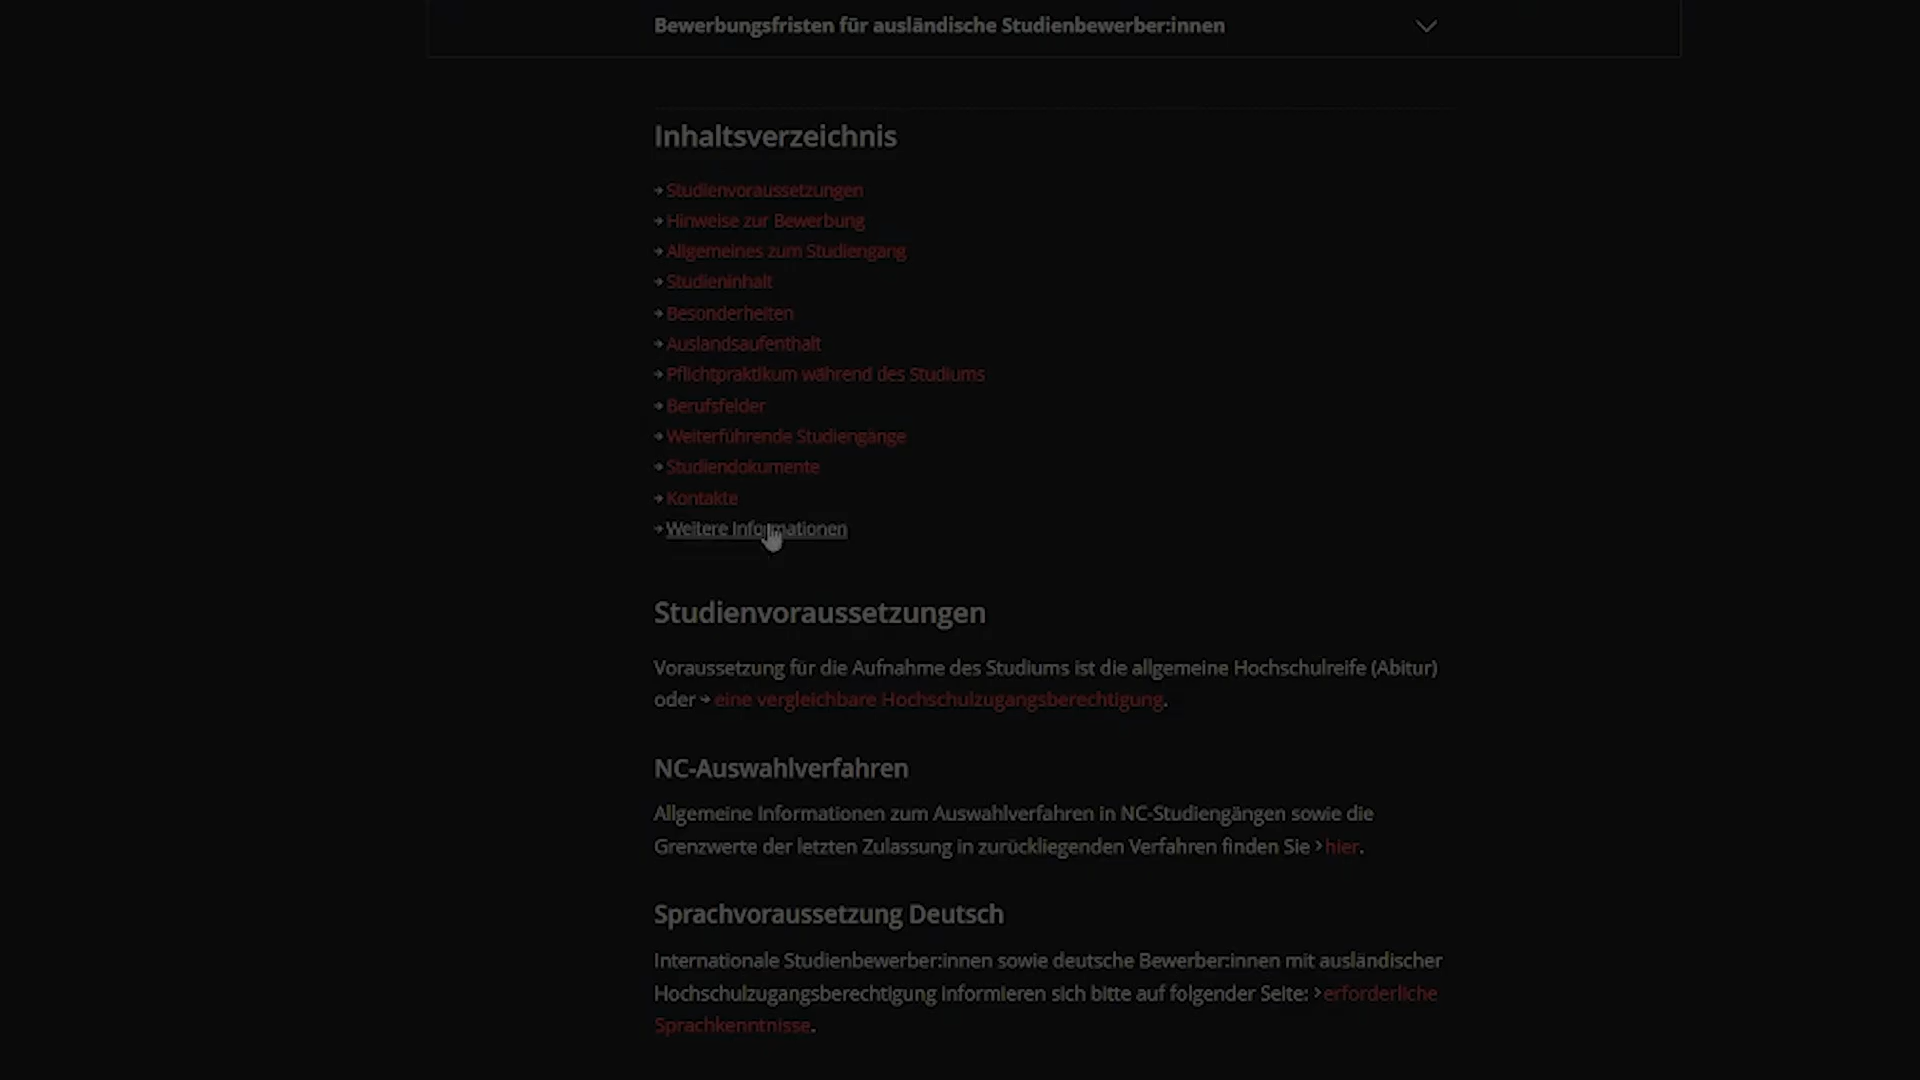 Bewerbungsfristen für ausländische Studienbewerber:innen
Inhaltsverzeichnis
Studienvoraussetzungen
Hinweise zur Bewerbung
Allgemeines zum Studiengang
Studieninhalt
Besonderheiten
Auslandsaufenthalt
Pflichtpraktikum während des Studiums
Berufsfelder
Weiterführende Studiengänge
Studiendokumente
Kontakte
Weitere Informationen
Studienvoraussetzungen
Voraussetzung für die Aufnahme des Studiums ist die allgemeine Hochschulreife (Abitur)
oder eine vergleichbare Hochschulzugangsberechtigung.
NC-Auswahlverfahren
Allgemeine Informationen zum Auswahlverfahren in NC-Studiengängen sowie die
Grenzwerte der letzten Zulassung in zurückliegenden Verfahren finden Sie hier.
Sprachvoraussetzung Deutsch
Internationale Studienbewerber:innen sowie deutsche Bewerber:innen mit ausländischer
Hochschulzugangsberechtigung informieren sich bitte auf folgender Seite: erforderliche
Sprachkenntnisse.